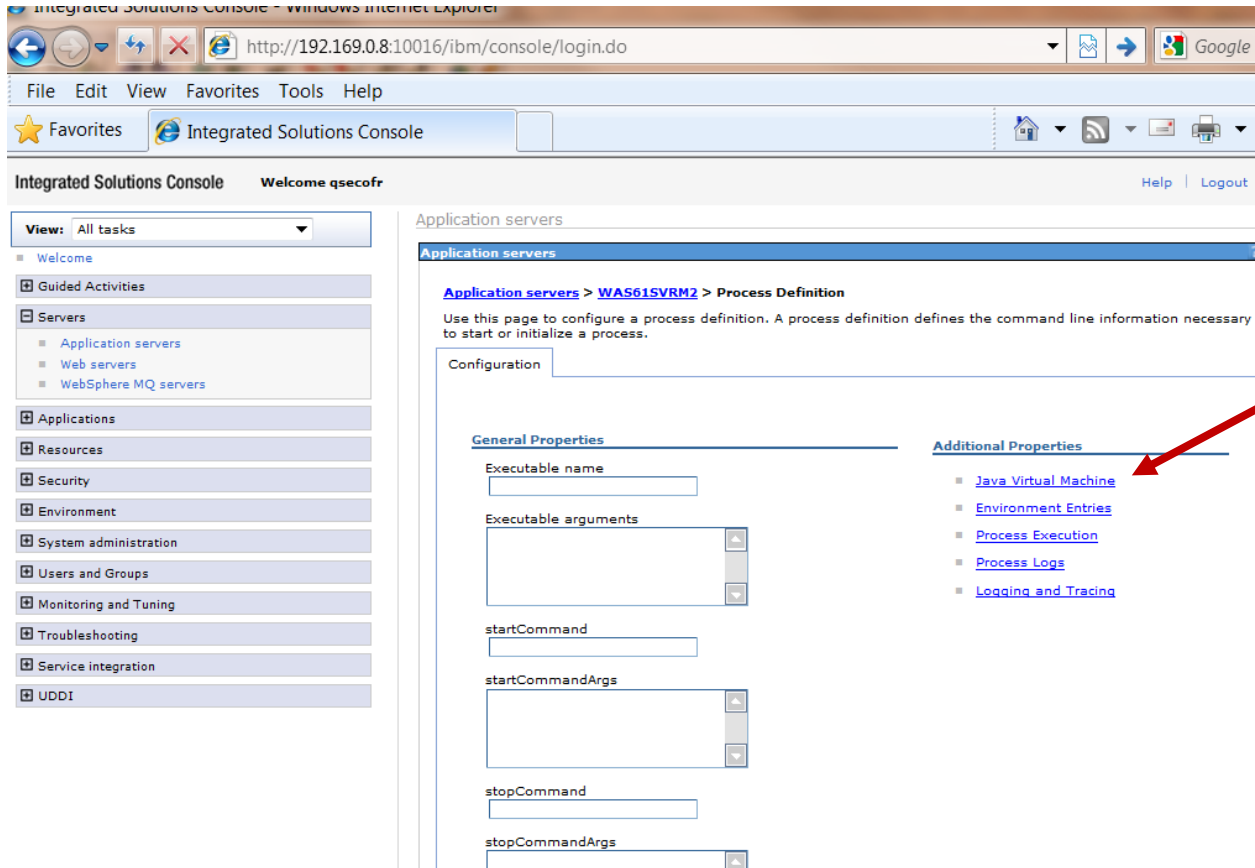 Integrated Solutions Console - Windows Internet Explorer
http://192.169.0.8:10016/ibm/console/login.do
Google
File Edit View Favorites Tools Help
Favorites
Integrated Solutions Console
Integrated Solutions Console Welcome qsecofr
Help | Logout
View: All tasks
Welcome
Guided Activities
Servers
Application servers
Web servers
WebSphere MQ servers
Applications
Resources
Security
Environment
System administration
Users and Groups
Monitoring and Tuning
Troubleshooting
Service integration
UDDI
Application servers
Application servers
?
Application servers > WAS61SVRM2 > Process Definition
Use this page to configure a process definition. A process definition defines the command line information necessary
to start or initialize a process.
Configuration
General Properties
Executable name
Executable arguments
startCommand
startCommandArgs
stopCommand
stopCommandArgs
Additional Properties
Java Virtual Machine
Environment Entries
Process Execution
Process Logs
Logging and Tracing